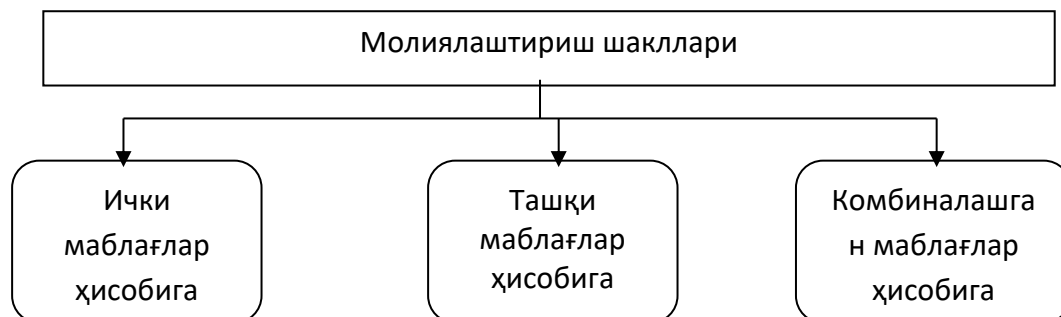 Молиялаштириш шакллари
Ички
маблағлар
ҳисобига
Ташқи
маблағлар
ҳисобига
Комбиналашга
н маблағлар
ҳисобига